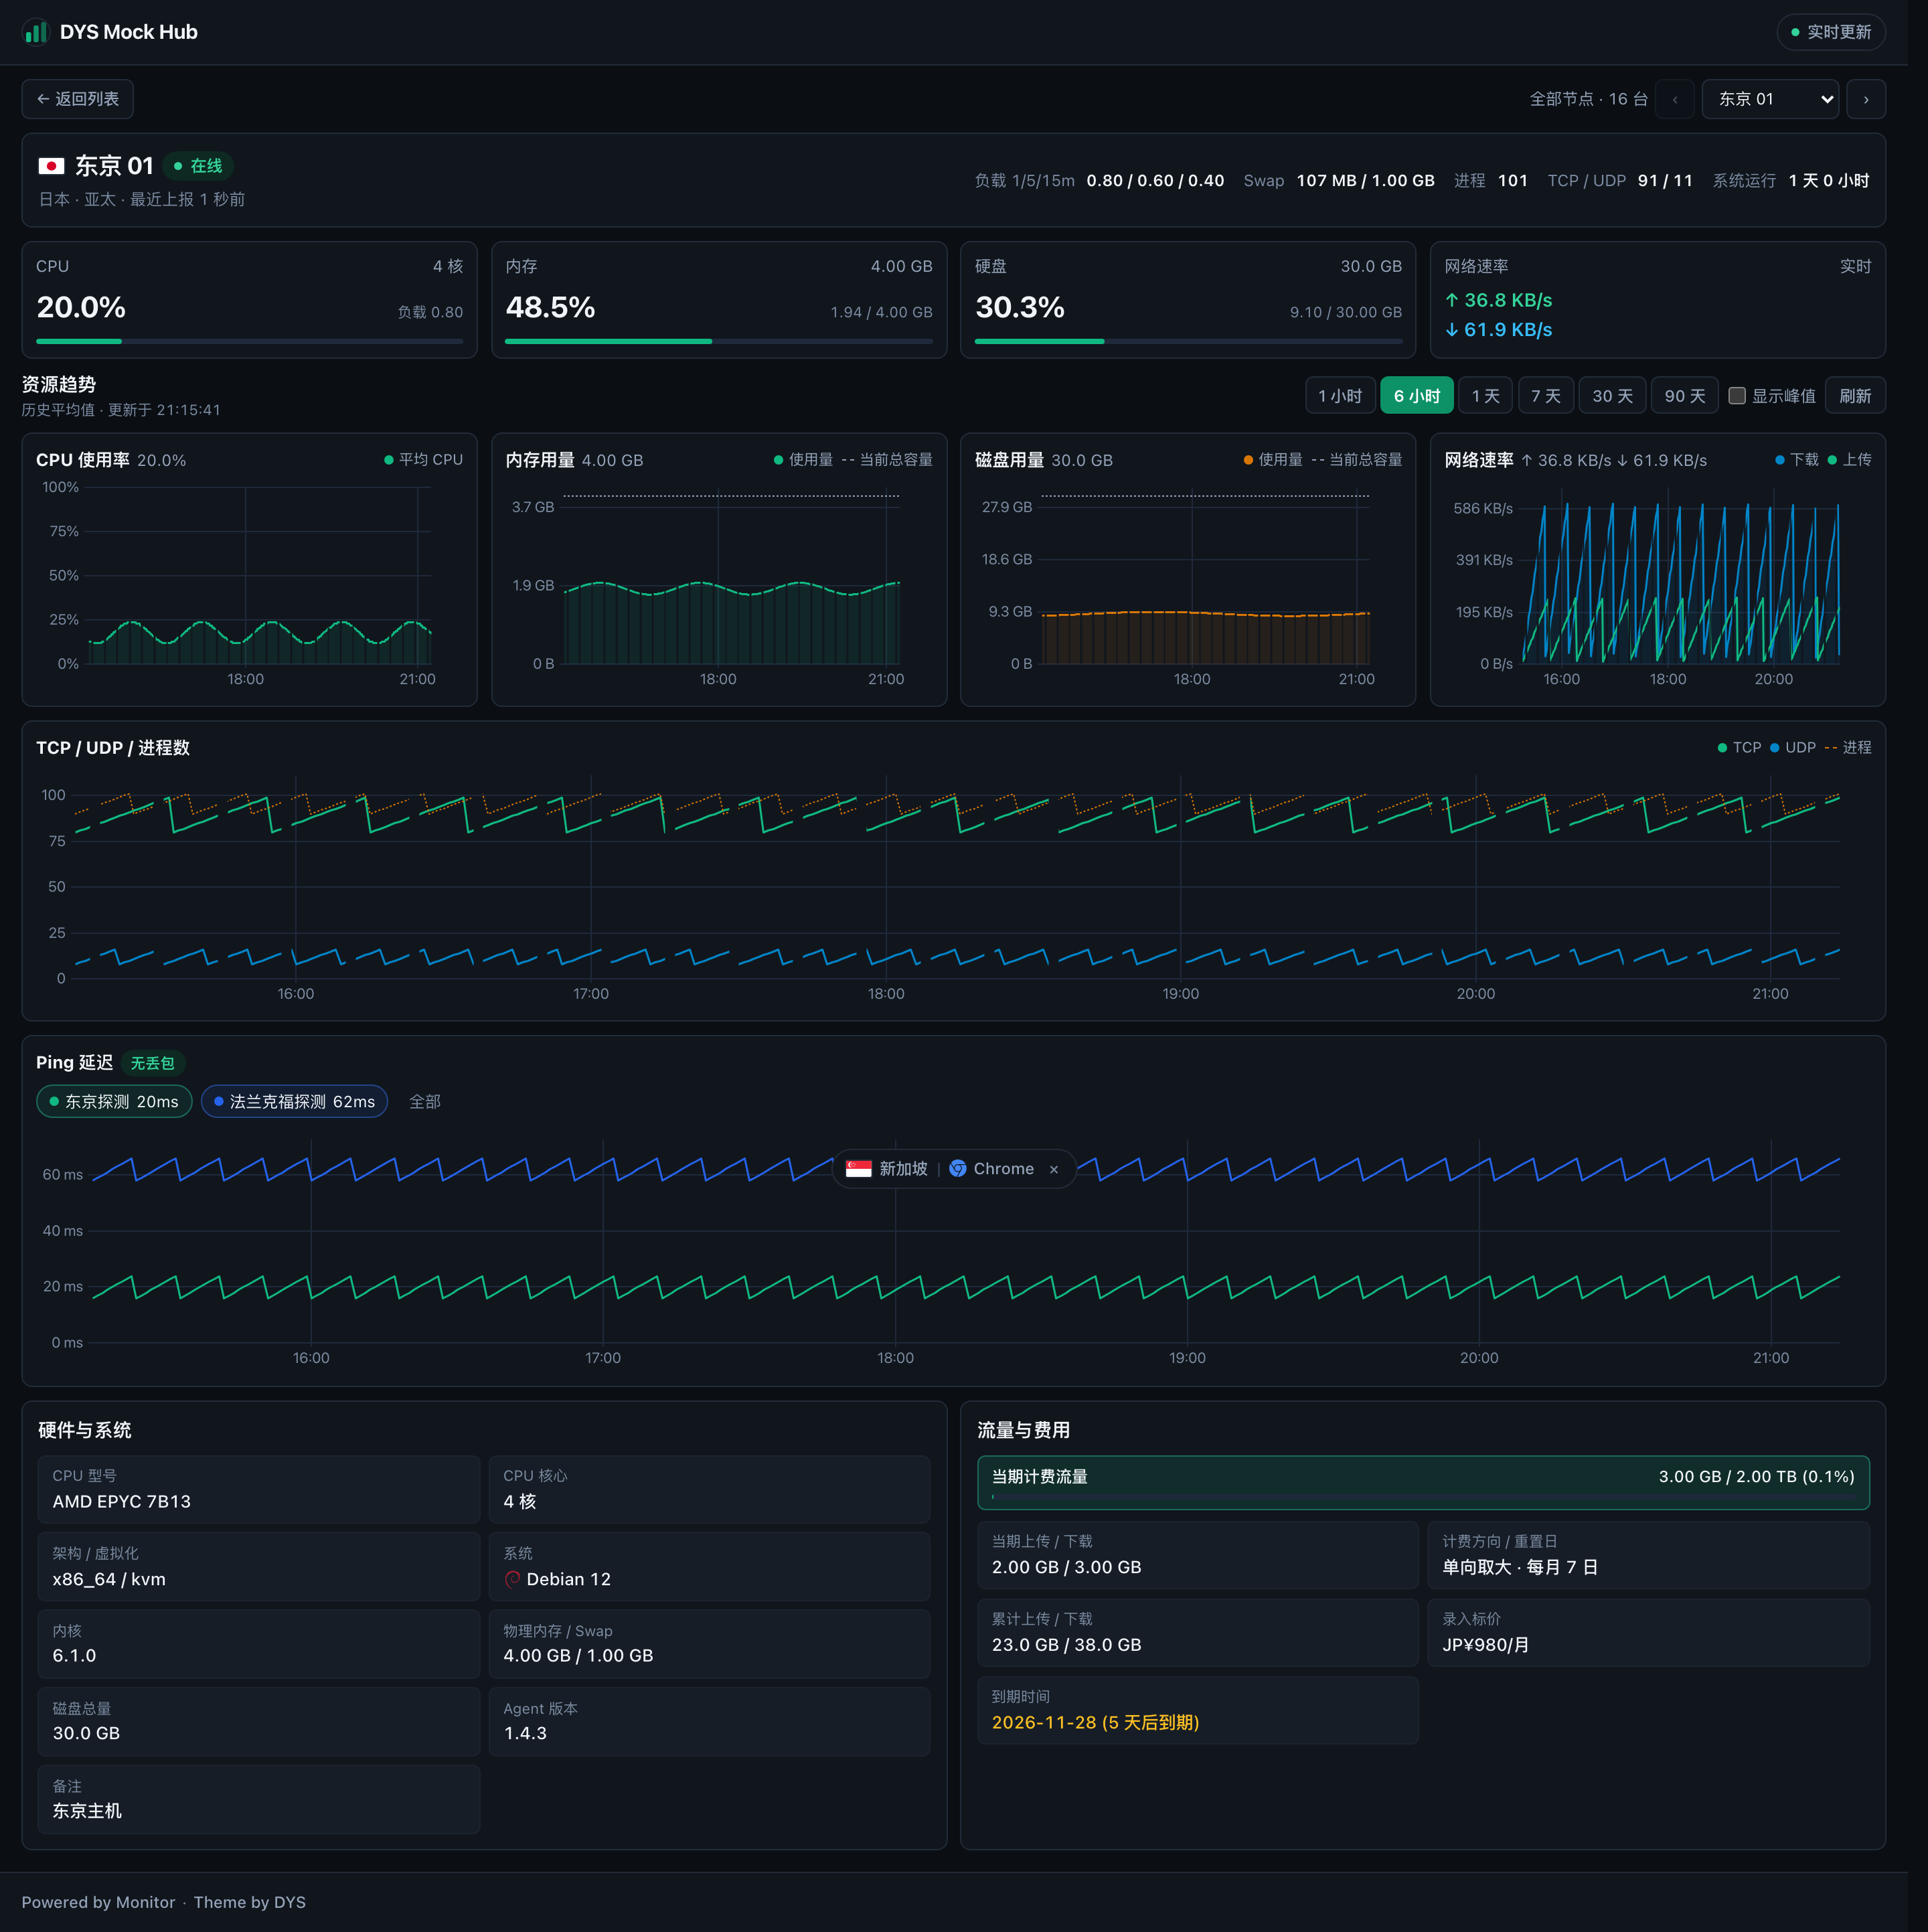 DYS Mock Hub
实时更新
← 返回列表
全部节点 · 16 台
‹
东京 01
›
东京 01
在线
日本 · 亚太 · 最近上报 1 秒前
负载 1/5/15m 0.80 / 0.60 / 0.40 Swap 107 MB / 1.00 GB 进程 101 TCP / UDP 91 / 11 系统运行 1 天 0 小时
CPU 4 核
20.0% 负载 0.80
内存 4.00 GB
48.5% 1.94 / 4.00 GB
硬盘 30.0 GB
30.3% 9.10 / 30.00 GB
网络速率 实时
↑ 36.8 KB/s
↓ 61.9 KB/s
资源趋势
历史平均值 · 更新于 21:15:41
1 小时 6 小时 1 天 7 天 30 天 90 天 显示峰值 刷新
CPU 使用率 20.0% 平均 CPU
100%
75%
50%
25%
0%
18:00 21:00
内存用量 4.00 GB 使用量 -- 当前总容量
3.7 GB
1.9 GB
0 B
18:00 21:00
磁盘用量 30.0 GB 使用量 -- 当前总容量
27.9 GB
18.6 GB
9.3 GB
0 B
18:00 21:00
网络速率 ↑ 36.8 KB/s ↓ 61.9 KB/s 下载 上传
586 KB/s
391 KB/s
195 KB/s
0 B/s
16:00 18:00 20:00
TCP / UDP / 进程数 TCP UDP -- 进程
100
75
50
25
0
16:00 17:00 18:00 19:00 20:00 21:00
Ping 延迟 无丢包
东京探测 20ms 法兰克福探测 62ms 全部
新加坡 | Chrome ×
60 ms
40 ms
20 ms
0 ms
16:00 17:00 18:00 19:00 20:00 21:00
硬件与系统
CPU 型号
AMD EPYC 7B13
CPU 核心
4 核
架构 / 虚拟化
x86_64 / kvm
系统
Debian 12
内核
6.1.0
物理内存 / Swap
4.00 GB / 1.00 GB
磁盘总量
30.0 GB
Agent 版本
1.4.3
备注
东京主机
流量与费用
当期计费流量 3.00 GB / 2.00 TB (0.1%)
当期上传 / 下载
2.00 GB / 3.00 GB
计费方向 / 重置日
单向取大 · 每月 7 日
累计上传 / 下载
23.0 GB / 38.0 GB
录入标价
JP¥980/月
到期时间
2026-11-28 (5 天后到期)
Powered by Monitor · Theme by DYS